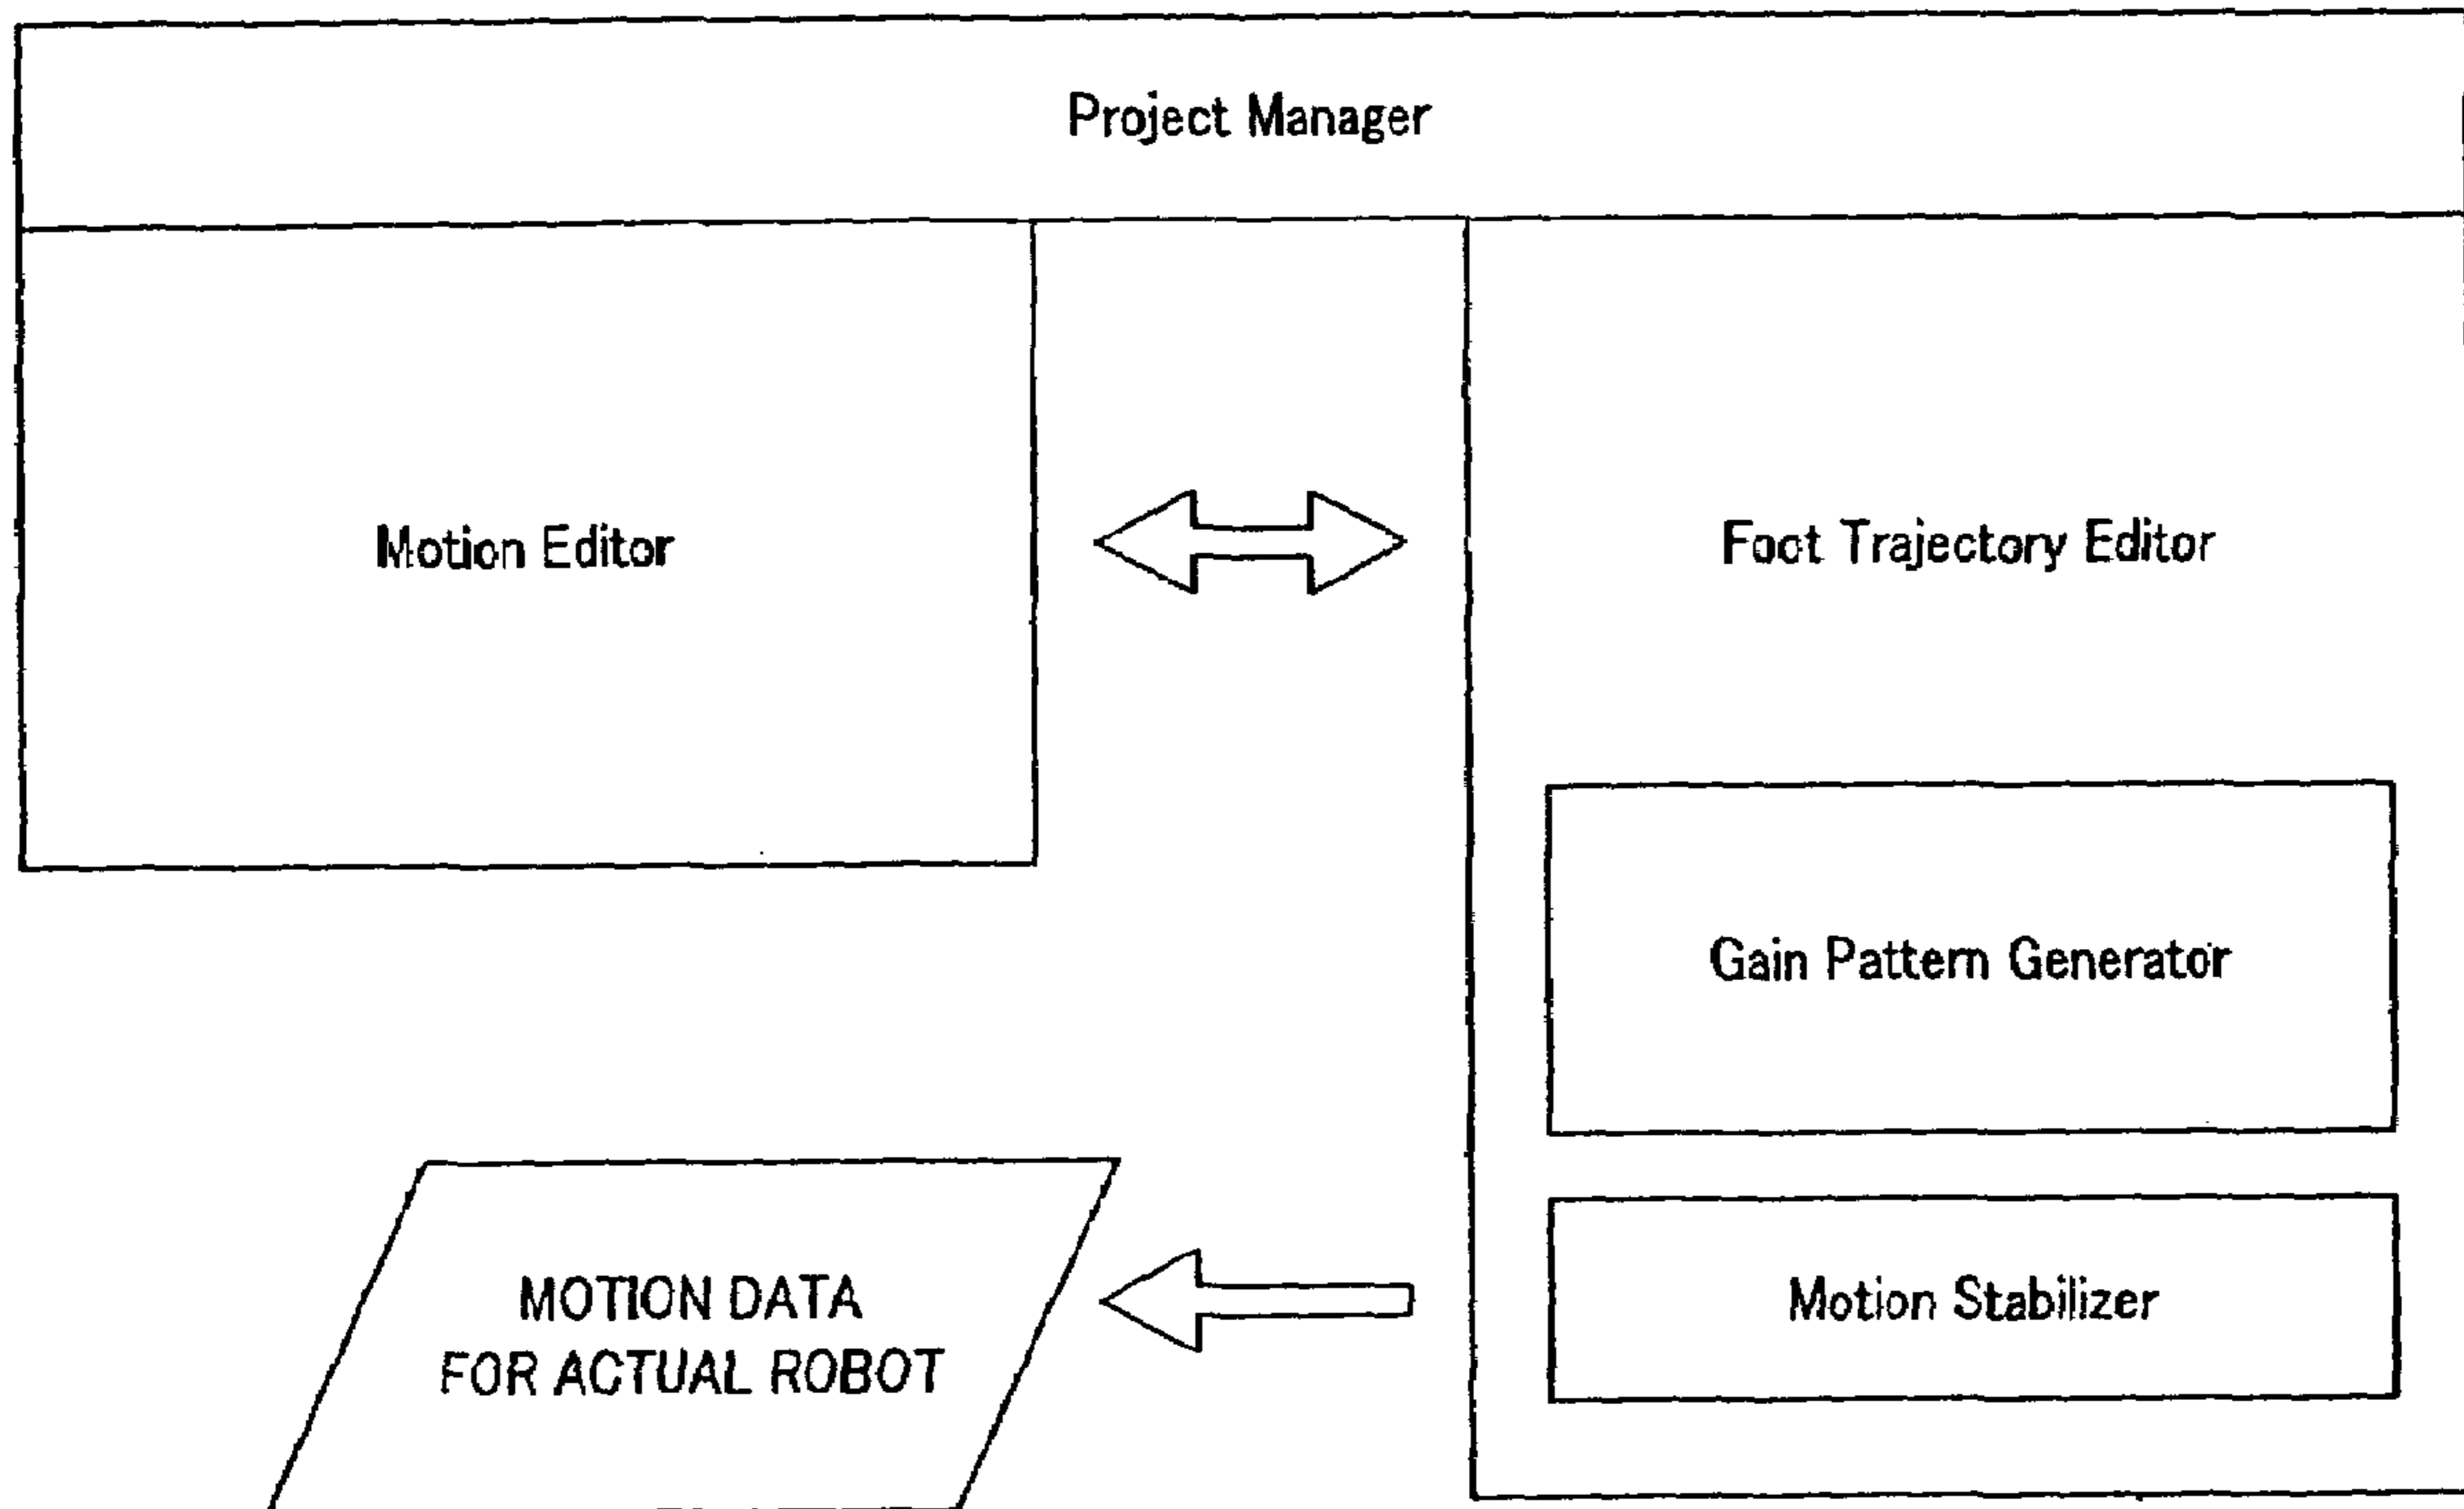 Project Manager
Motion Editor
Foot Trajectory Editor
Gain Pattern Generator
Motion Stabilizer
MOTION DATA
FOR ACTUAL ROBOT